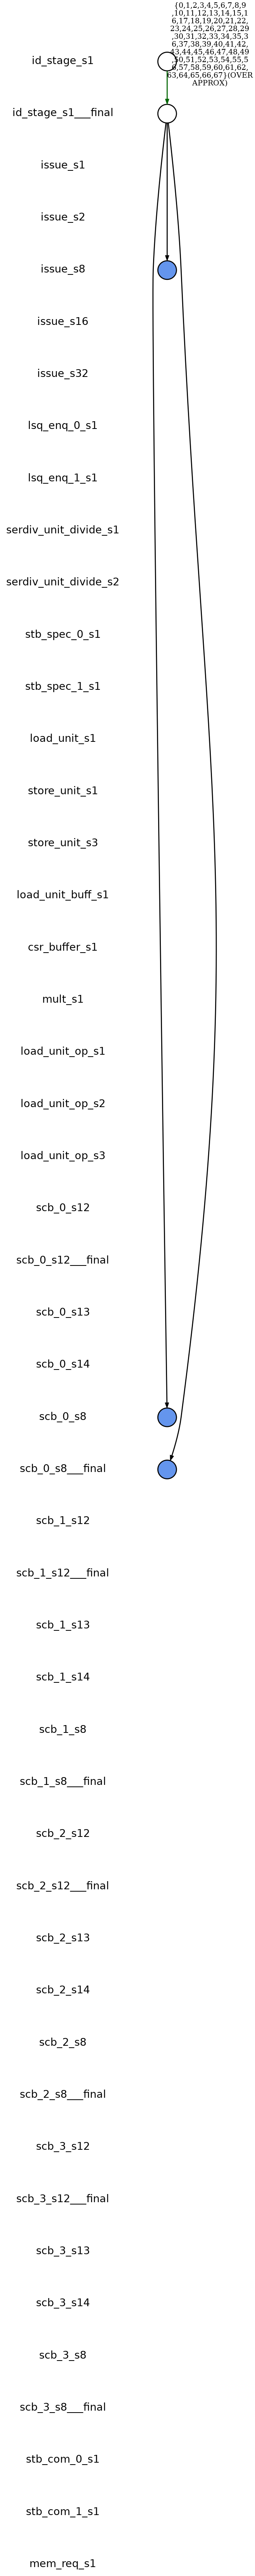 {0,1,2,3,4,5,6,7,8,9
,10,11,12,13,14,15,1
6,17,18,19,20,21,22,
23,24,25,26,27,28,29
,30,31,32,33,34,35,3
6,37,38,39,40,41,42,
43,44,45,46,47,48,49
,50,51,52,53,54,55,5
6,57,58,59,60,61,62,
63,64,65,66,67}(OVER
APPROX)
id_stage_s1
id_stage_s1___final
issue_s1
issue_s2
issue_s8
issue_s16
issue_s32
lsq_enq_0_s1
lsq_enq_1_s1
serdiv_unit_divide_s1
serdiv_unit_divide_s2
stb_spec_0_s1
stb_spec_1_s1
load_unit_s1
store_unit_s1
store_unit_s3
load_unit_buff_s1
csr_buffer_s1
mult_s1
load_unit_op_s1
load_unit_op_s2
load_unit_op_s3
scb_0_s12
scb_0_s12___final
scb_0_s13
scb_0_s14
scb_0_s8
scb_0_s8___final
scb_1_s12
scb_1_s12___final
scb_1_s13
scb_1_s14
scb_1_s8
scb_1_s8___final
scb_2_s12
scb_2_s12___final
scb_2_s13
scb_2_s14
scb_2_s8
scb_2_s8___final
scb_3_s12
scb_3_s12___final
scb_3_s13
scb_3_s14
scb_3_s8
scb_3_s8___final
stb_com_0_s1
stb_com_1_s1
mem_req_s1